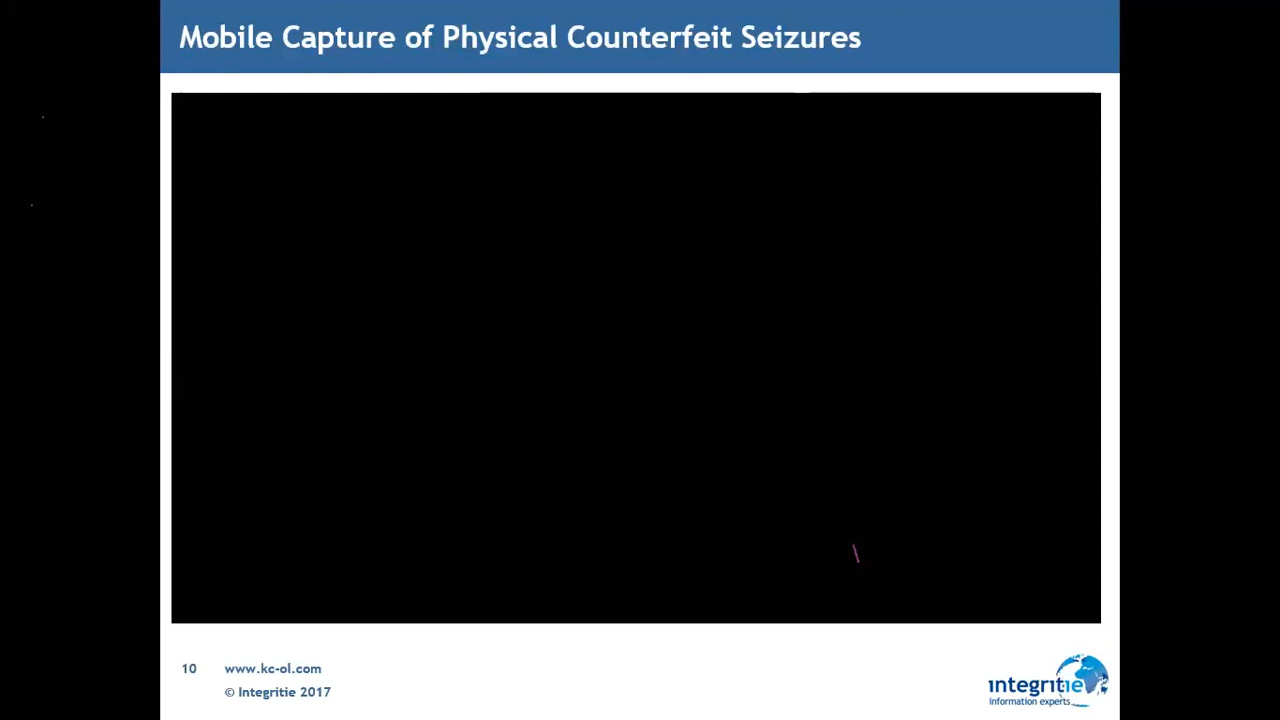 Mobile Capture of Physical Counterfeit Seizures
10
www.kc-ol.com
© Integritie 2017
integritie
information experts